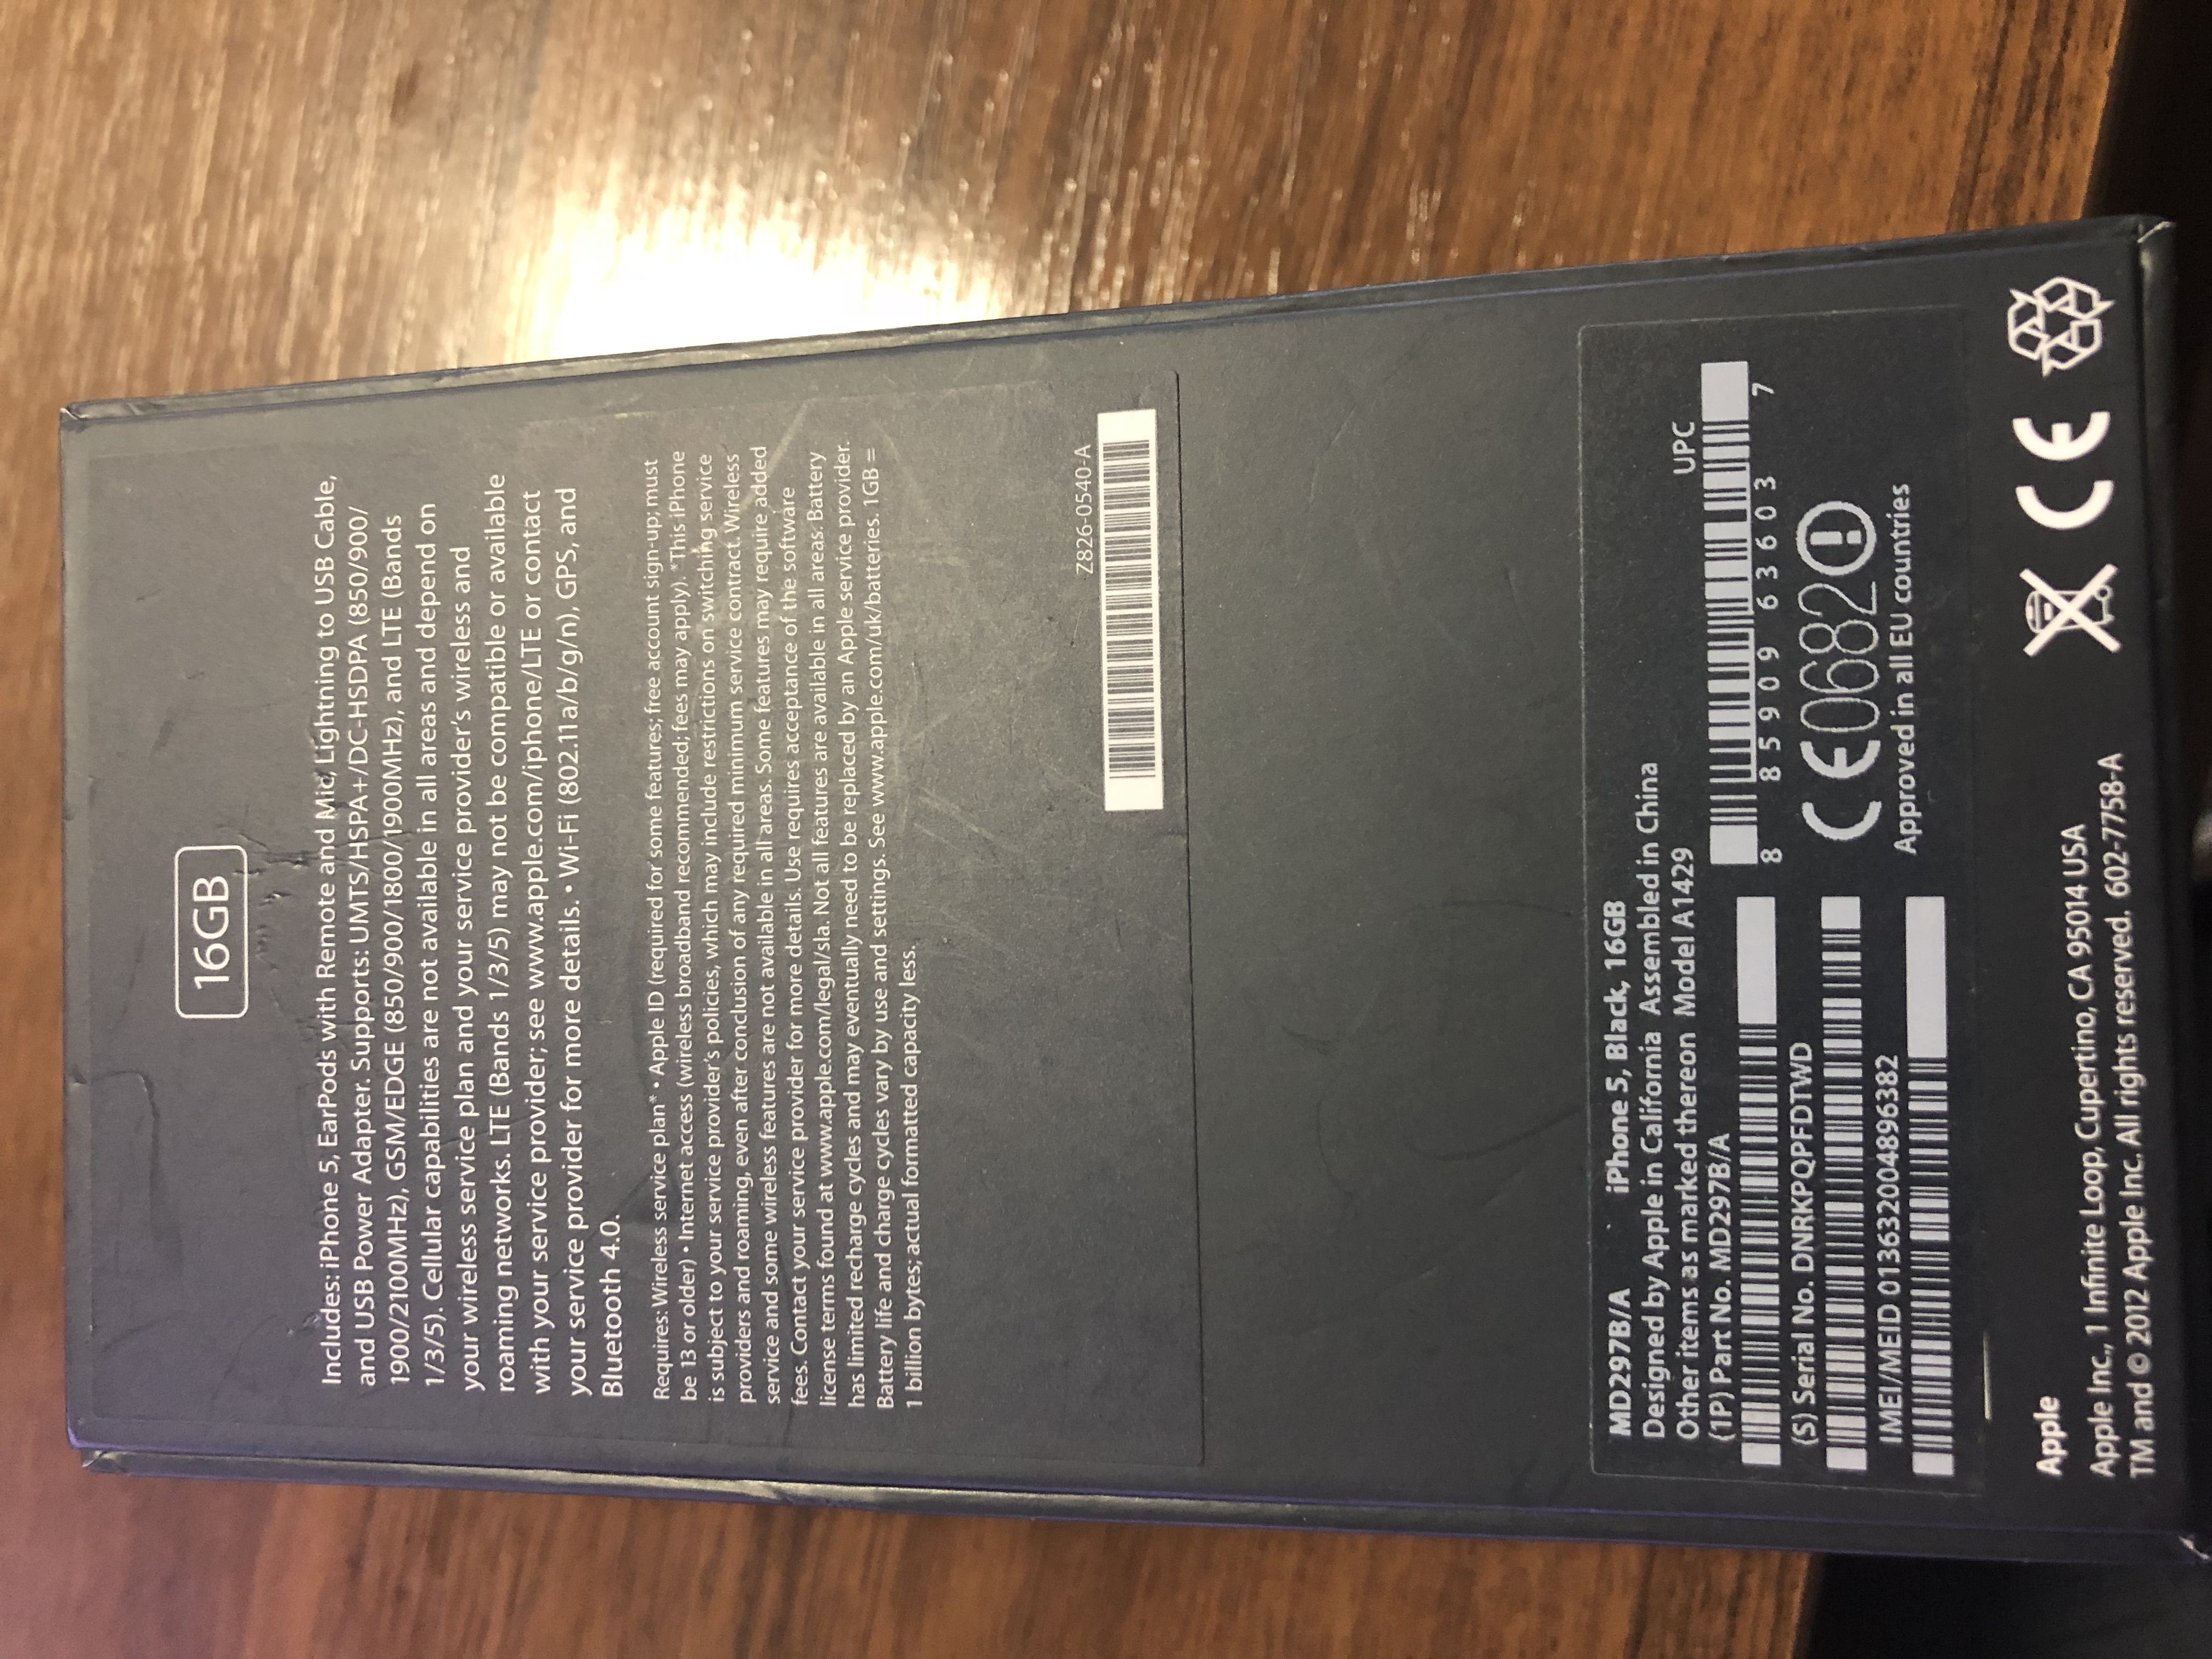 16GB
Includes: iPhone 5, EarPods with Remote and Mic, Lightning to USB Cable,
and USB Power Adapter. Supports: UMTS/HSPA+/DC-HSDPA (850/900/
1900/2100MHz), GSM/EDGE (850/900/1800/1900MHz), and LTE (Bands
1/3/5). Cellular capabilities are not available in all areas and depend on
your wireless service plan and your service provider's wireless and
roaming networks. LTE (Bands 1/3/5) may not be compatible or available
with your service provider; see www.apple.com/iphone/LTE or contact
your service provider for more details. • Wi-Fi (802.11a/b/g/n), GPS, and
Bluetooth 4.0.
Requires: Wireless service plan* • Apple ID (required for some features; free account sign-up; must
be 13 or older) • Internet access (wireless broadband recommended; fees may apply). *This iPhone
is subject to your service provider's policies, which may include restrictions on switching service
providers and roaming, even after conclusion of any required minimum service contract. Wireless
service and some wireless features are not available in all areas. Some features may require added
fees. Contact your service provider for more details. Use requires acceptance of the software
license terms found at www.apple.com/legal/sla. Not all features are available in all areas. Battery
has limited recharge cycles and may eventually need to be replaced by an Apple service provider.
Battery life and charge cycles vary by use and settings. See www.apple.com/uk/batteries. 1GB =
1 billion bytes; actual formatted capacity less.
Z826-0540-A
MD297B/A iPhone 5, Black, 16GB
Designed by Apple in California Assembled in China
Other items as marked thereon Model A1429
(1P) Part No. MD297B/A
UPC
8 85909 63603 7
(S) Serial No. DNRKPQPFDTWD
CE0682
IMEI/MEID 013632004896382
Approved in all EU countries
Apple
Apple Inc., 1 Infinite Loop, Cupertino, CA 95014 USA
TM and © 2012 Apple Inc. All rights reserved. 602-7758-A
CE